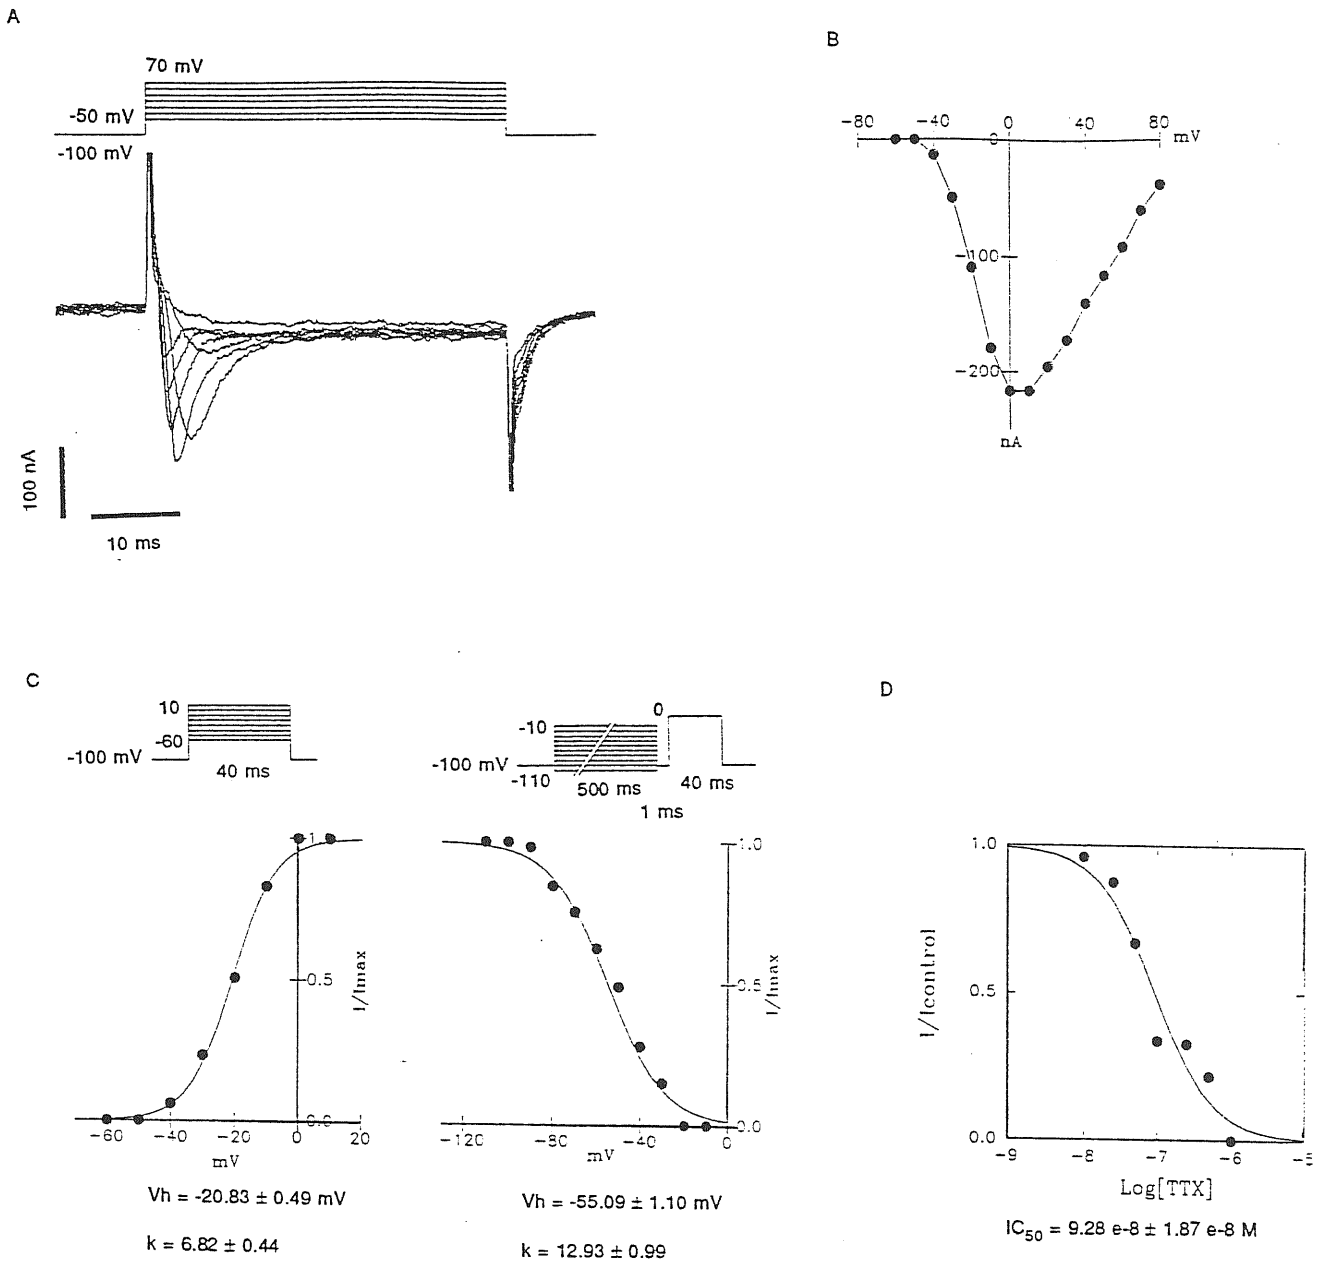 A
70 mV
-50 mV
-100 mV
100 nA
10 ms
B
-80 -40 0 40 80 mV
0
-100
-200
nA
C
10
-60
-100 mV
40 ms
1
0.5
0.0
I/Imax
-60 -40 -20 0 20
mV
Vh = -20.83 ± 0.49 mV
k = 6.82 ± 0.44
0
-10
-100 mV
-110
500 ms
40 ms
1 ms
1.0
0.5
0.0
I/Imax
-120 -80 -40 0
mV
Vh = -55.09 ± 1.10 mV
k = 12.93 ± 0.99
D
1.0
0.5
0.0
I/Icontrol
-9 -8 -7 -6 -5
Log[TTX]
IC50 = 9.28 e-8 ± 1.87 e-8 M